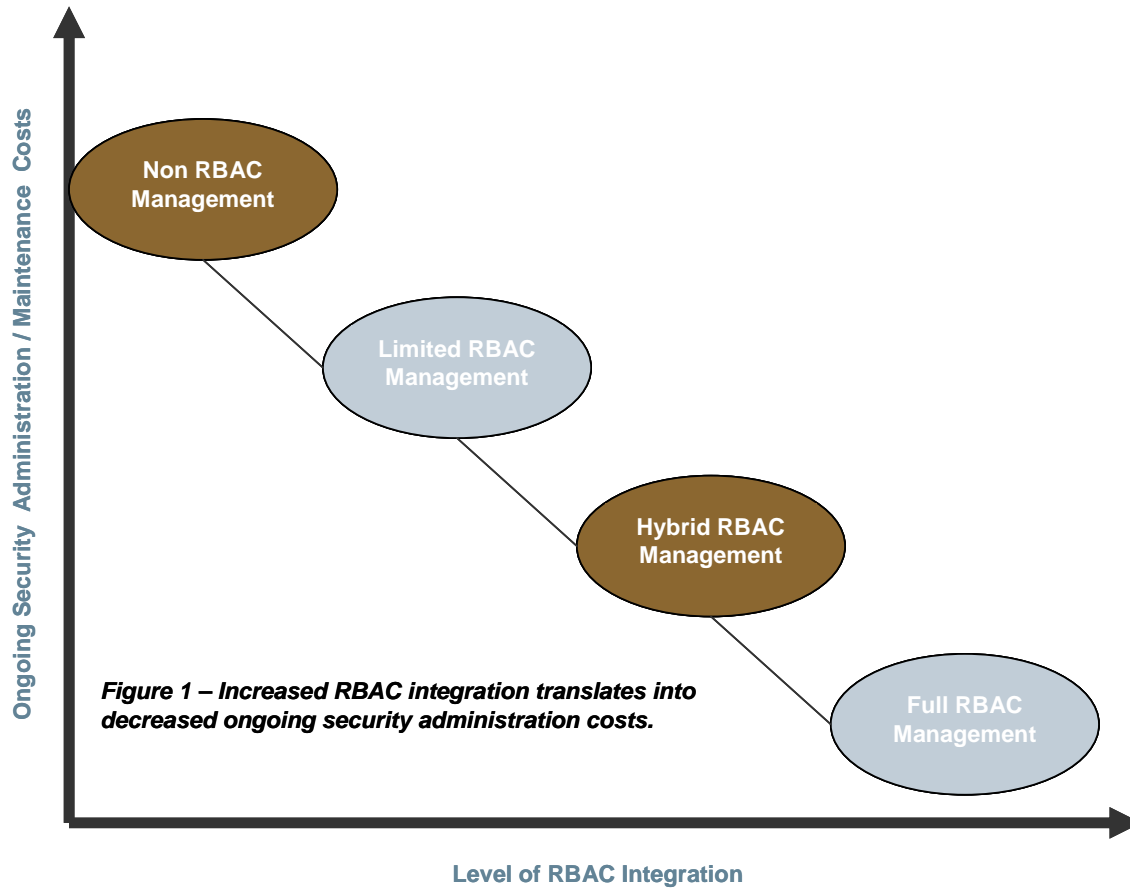 Ongoing Security Administration / Maintenance Costs
Non RBAC
Management
Limited RBAC
Management
Hybrid RBAC
Management
Full RBAC
Management
Figure 1 – Increased RBAC integration translates into
decreased ongoing security administration costs.
Level of RBAC Integration